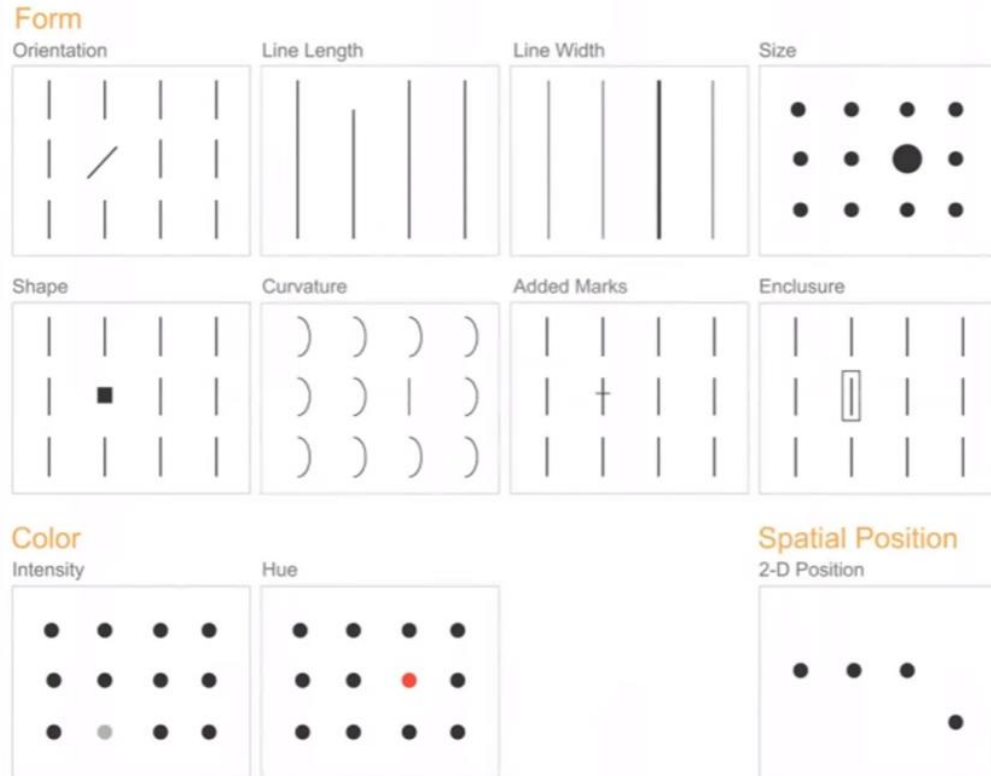 Form
Orientation
Line Length
Line Width
Size
Shape
Curvature
Added Marks
Enclusure
Color
Spatial Position
Intensity
Hue
2-D Position